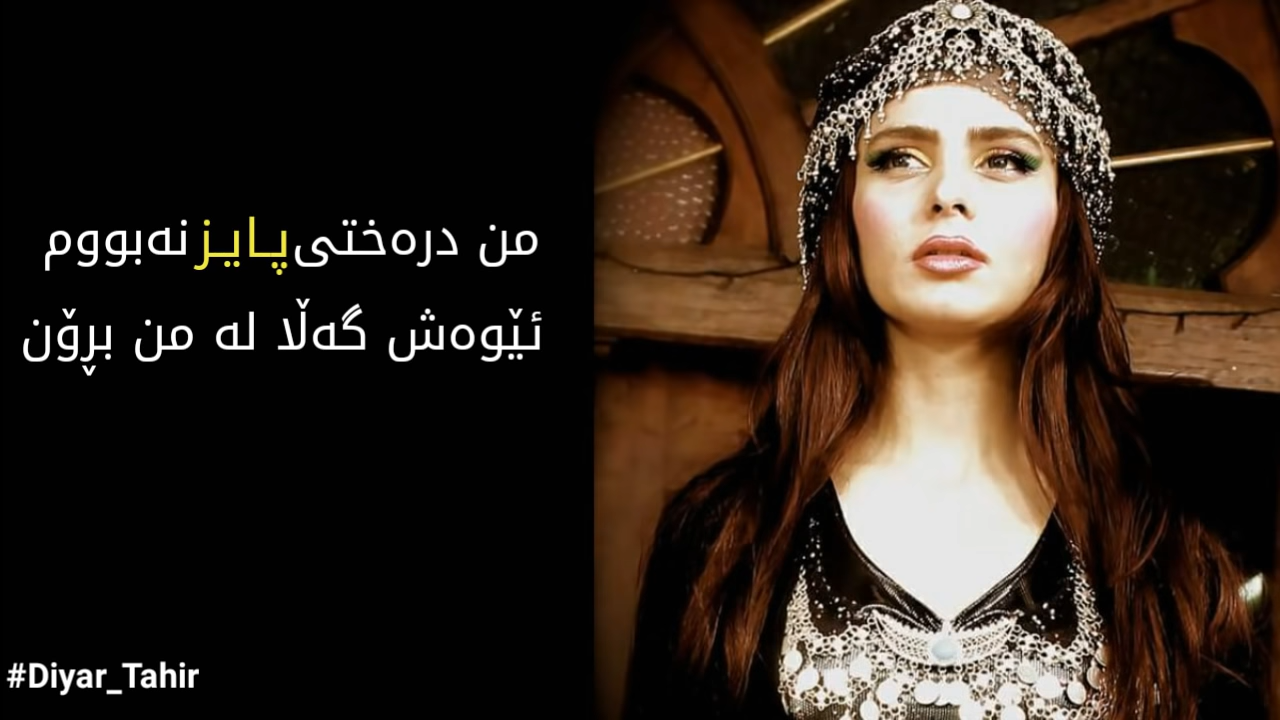 من درەختی پایز نەبووم
ئێوەش گەڵا لە من بڕۆن
#Diyar_Tahir